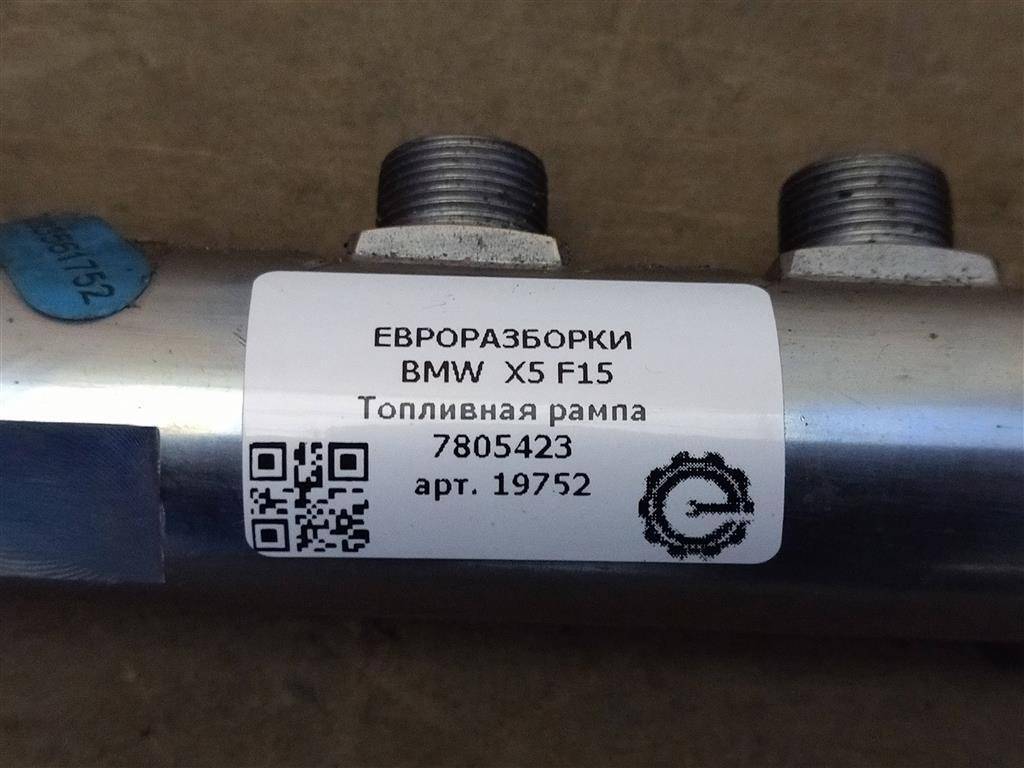 ЕВРОРАЗБОРКИ
BMW X5 F15
Топливная рампа
7805423
арт. 19752